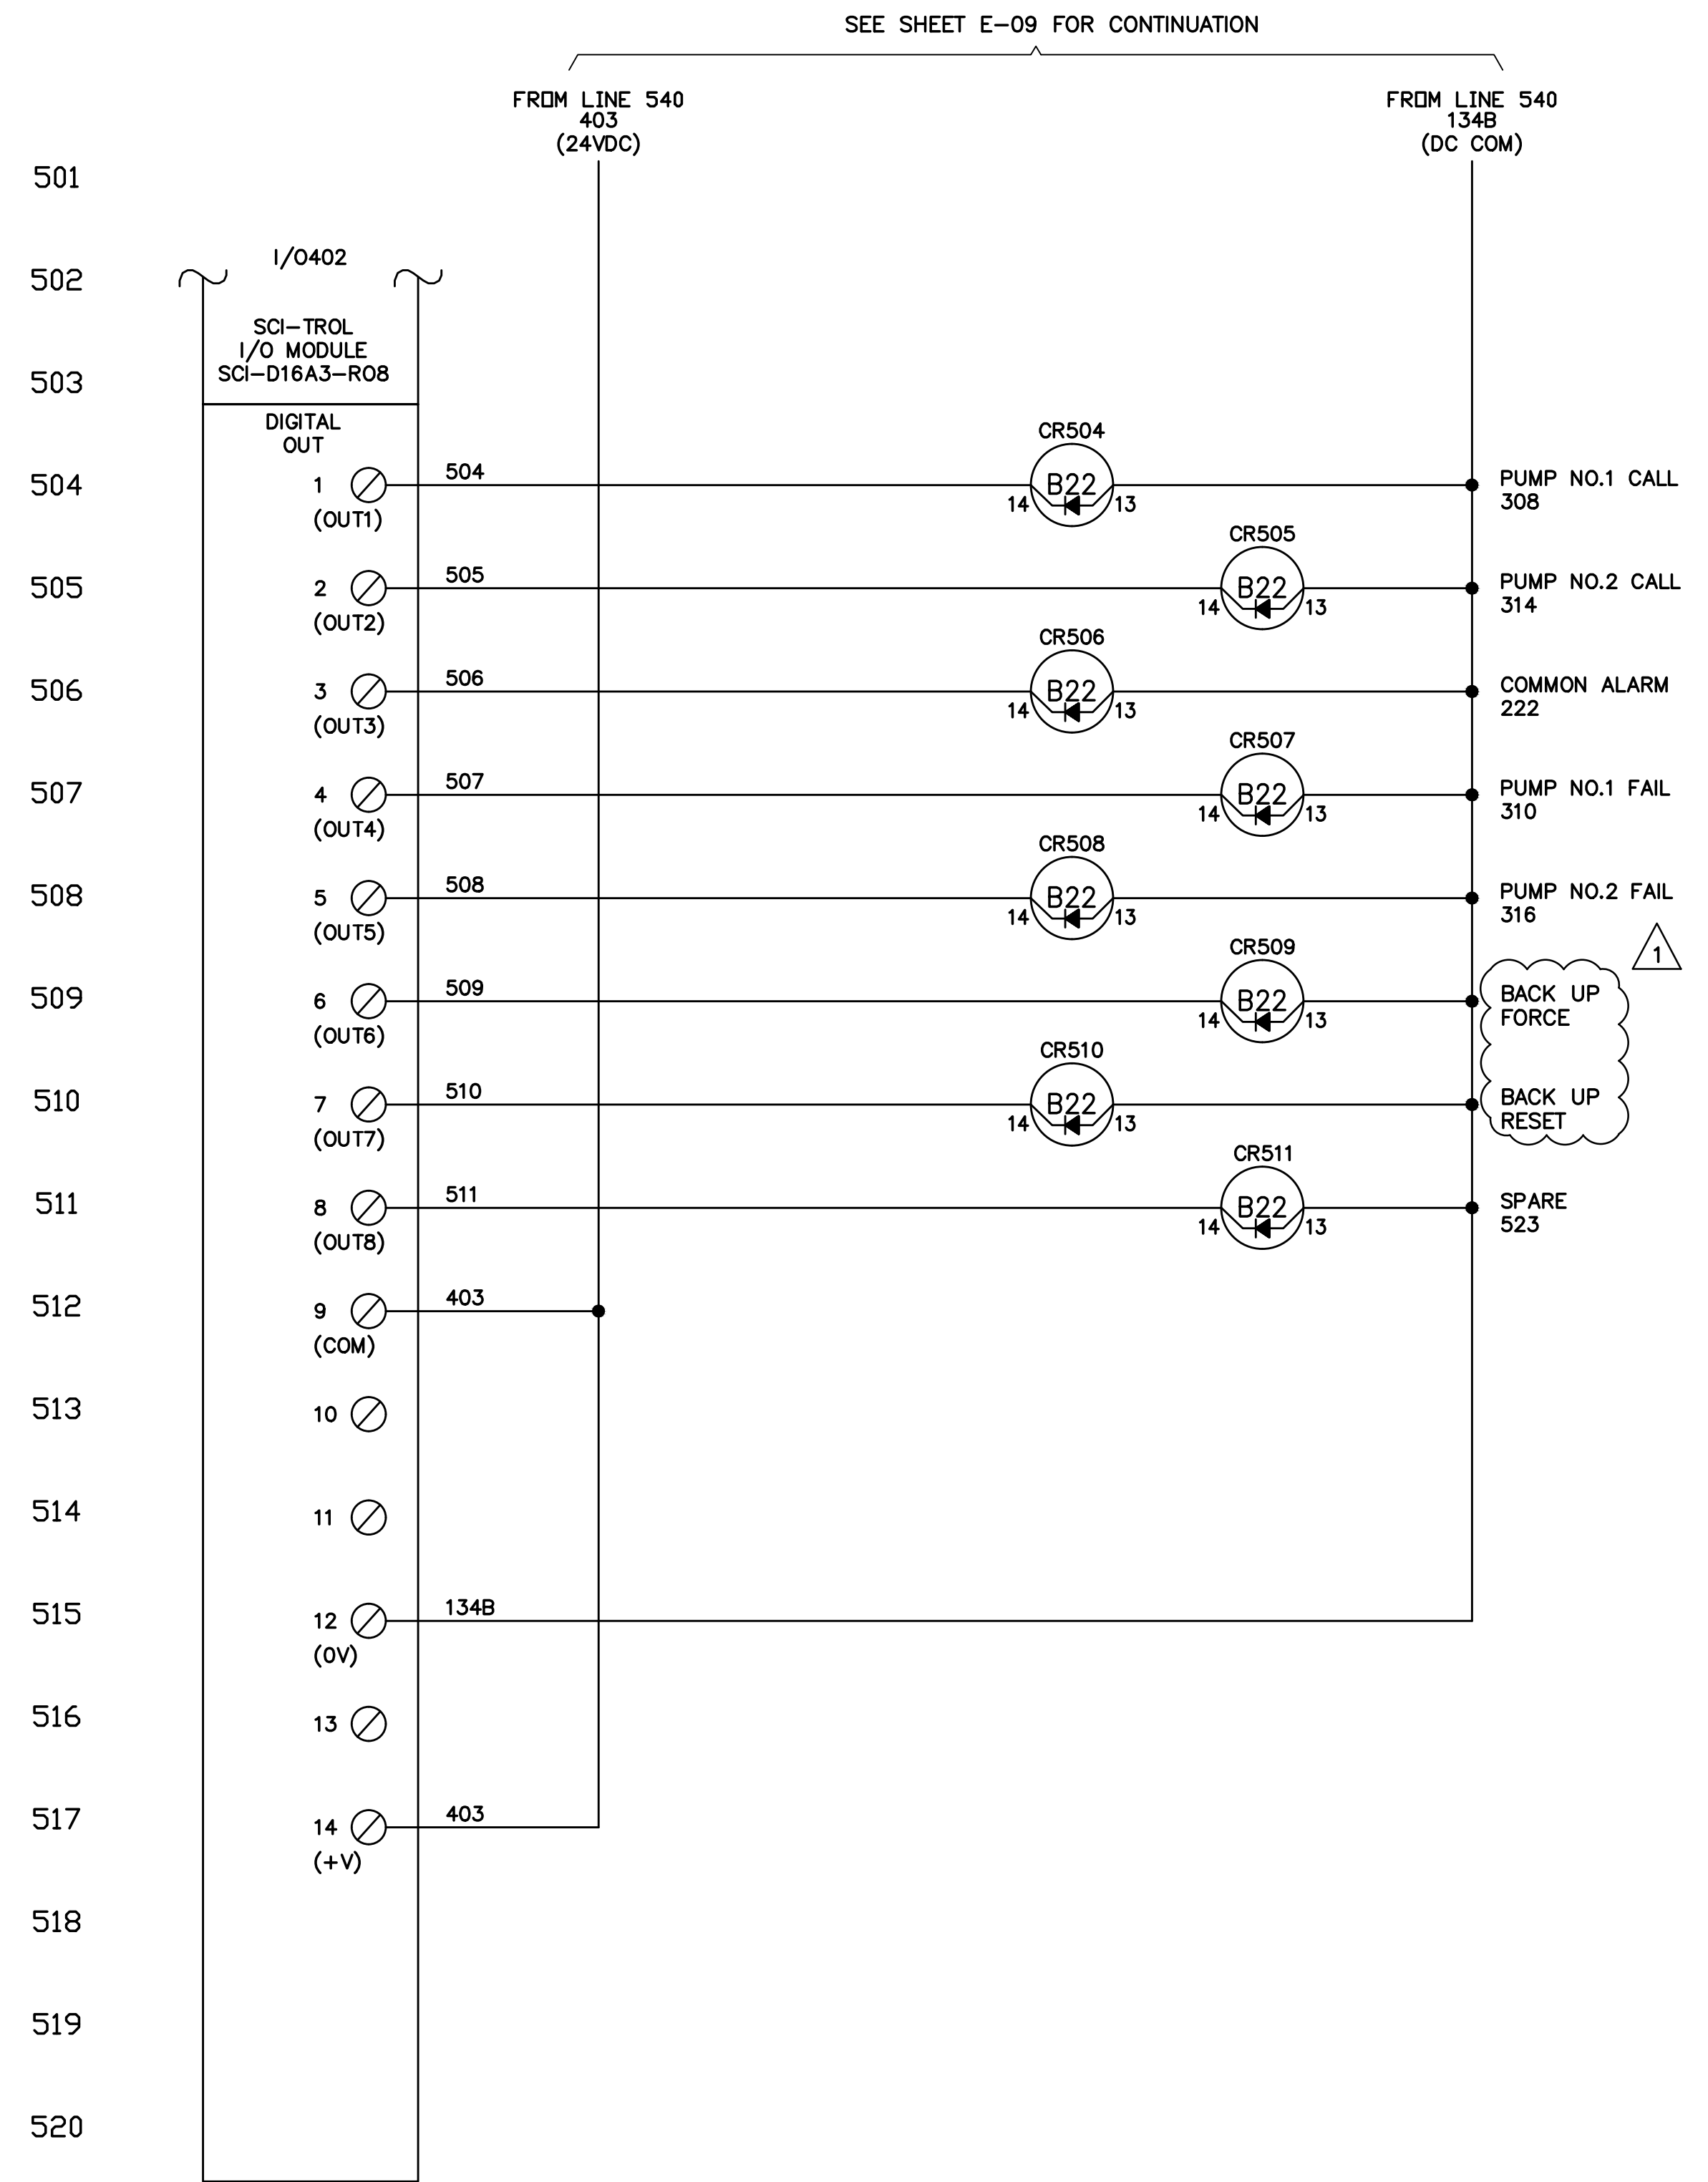 SEE SHEET E-09 FOR CONTINUATION
FROM LINE 540
403
(24VDC)
FROM LINE 540
134B
(DC COM)
501
502
I/O402
SCI-TROL
I/O MODULE
SCI-D16A3-RO8
503
DIGITAL
OUT
CR504
504
1
504
B22
14
13
PUMP NO.1 CALL
308
(OUT1)
CR505
505
2
505
B22
14
13
PUMP NO.2 CALL
314
(OUT2)
CR506
506
3
506
B22
14
13
COMMON ALARM
222
(OUT3)
CR507
507
4
507
B22
14
13
PUMP NO.1 FAIL
310
(OUT4)
CR508
508
5
508
B22
14
13
PUMP NO.2 FAIL
316
(OUT5)
1
CR509
509
6
509
B22
14
13
BACK UP
FORCE
(OUT6)
CR510
510
7
510
B22
14
13
BACK UP
RESET
(OUT7)
CR511
511
8
511
B22
14
13
SPARE
523
(OUT8)
512
9
403
(COM)
513
10
514
11
515
12
134B
(0V)
516
13
517
14
403
(+V)
518
519
520